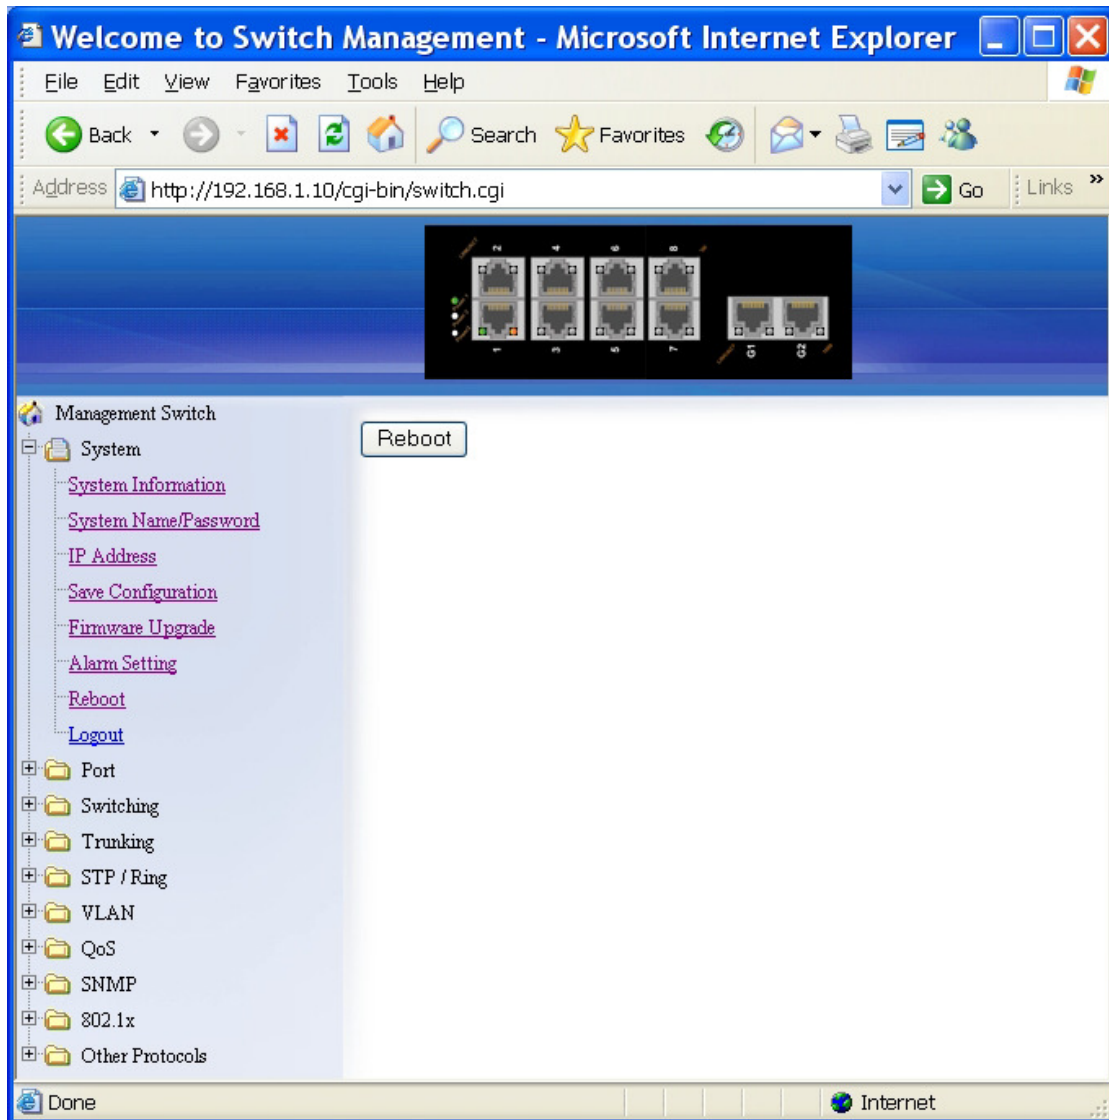 Welcome to Switch Management - Microsoft Internet Explorer
File Edit View Favorites Tools Help
Back Search Favorites
Address http://192.168.1.10/cgi-bin/switch.cgi Go Links »
2 4 6 8
1 3 5 7 G1 G2
Management Switch
Reboot
System
System Information
System Name/Password
IP Address
Save Configuration
Firmware Upgrade
Alarm Setting
Reboot
Logout
Port
Switching
Trunking
STP / Ring
VLAN
QoS
SNMP
802.1x
Other Protocols
Done Internet